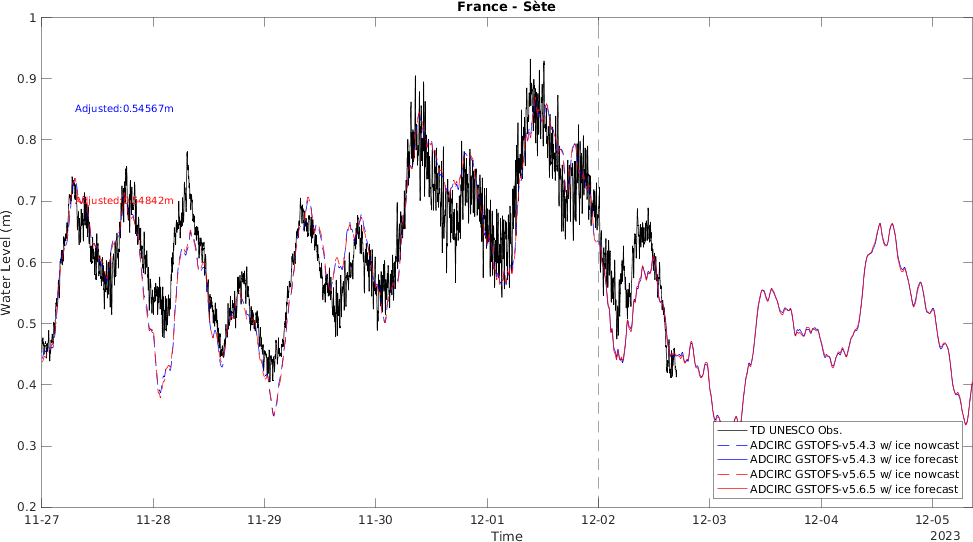 France - Sète
1
0.9
0.8
0.7
0.6
0.5
0.4
0.3
0.2
Water Level (m)
Adjusted:0.54567m
Adjusted:0.54842m
TD UNESCO Obs.
ADCIRC GSTOFS-v5.4.3 w/ ice nowcast
ADCIRC GSTOFS-v5.4.3 w/ ice forecast
ADCIRC GSTOFS-v5.6.5 w/ ice nowcast
ADCIRC GSTOFS-v5.6.5 w/ ice forecast
11-27 11-28 11-29 11-30 12-01 12-02 12-03 12-04 12-05
Time
2023